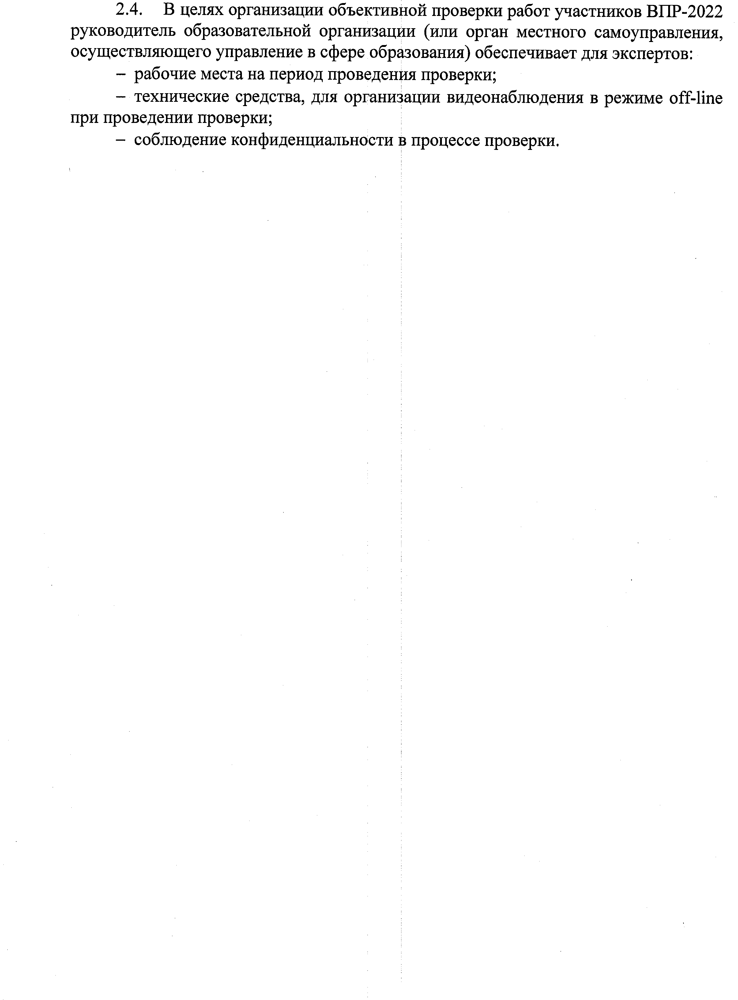 2.4. В целях организации объективной проверки работ участников ВПР-2022
руководитель образовательной организации (или орган местного самоуправления,
осуществляющего управление в сфере образования) обеспечивает для экспертов:
– рабочие места на период проведения проверки;
– технические средства, для организации видеонаблюдения в режиме off-line
при проведении проверки;
– соблюдение конфиденциальности в процессе проверки.